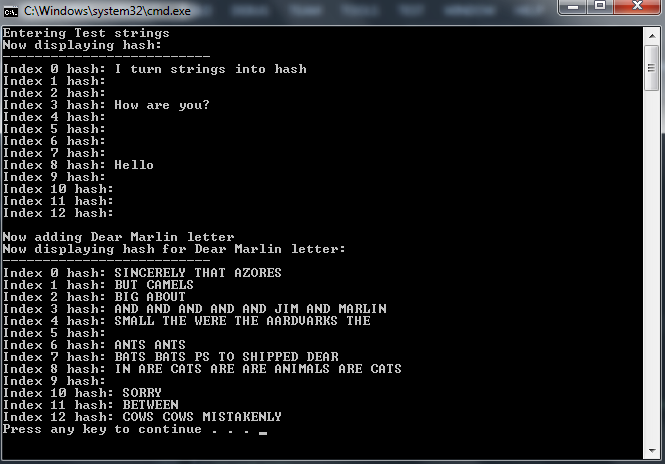 C:\Windows\system32\cmd.exe
Entering Test strings
Now displaying hash:
--------------------------
Index 0 hash: I turn strings into hash
Index 1 hash:
Index 2 hash:
Index 3 hash: How are you?
Index 4 hash:
Index 5 hash:
Index 6 hash:
Index 7 hash:
Index 8 hash: Hello
Index 9 hash:
Index 10 hash:
Index 11 hash:
Index 12 hash:
Now adding Dear Marlin letter
Now displaying hash for Dear Marlin letter:
--------------------------
Index 0 hash: SINCERELY THAT AZORES
Index 1 hash: BUT CAMELS
Index 2 hash: BIG ABOUT
Index 3 hash: AND AND AND AND AND JIM AND MARLIN
Index 4 hash: SMALL THE WERE THE AARDVARKS THE
Index 5 hash:
Index 6 hash: ANTS ANTS
Index 7 hash: BATS BATS PS TO SHIPPED DEAR
Index 8 hash: IN ARE CATS ARE ARE ANIMALS ARE CATS
Index 9 hash:
Index 10 hash: SORRY
Index 11 hash: BETWEEN
Index 12 hash: COWS COWS MISTAKENLY
Press any key to continue . . . _